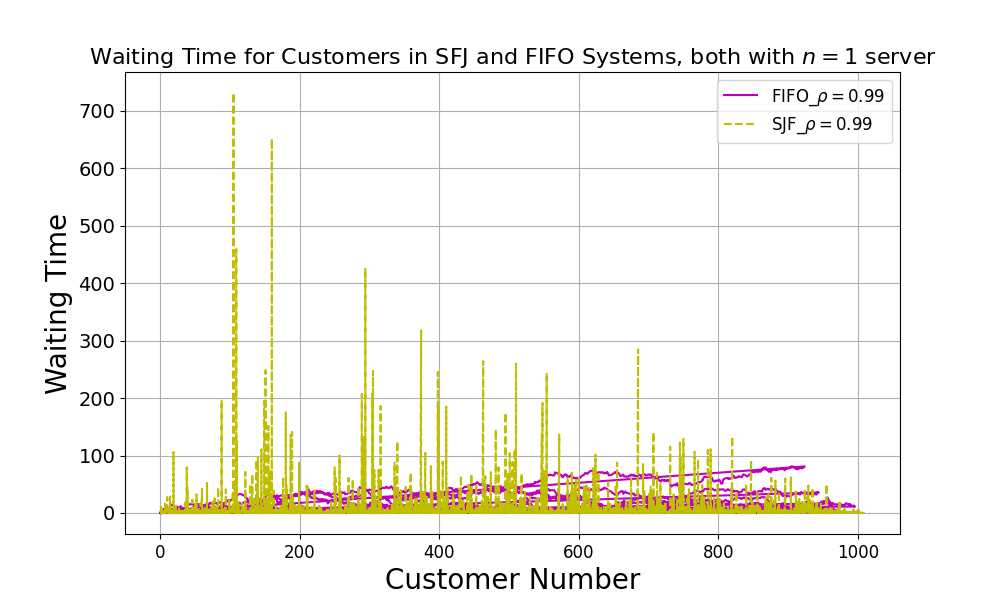 Waiting Time for Customers in SFJ and FIFO Systems, both with n = 1 server
FIFO_ρ = 0.99
SJF_ρ = 0.99
Waiting Time
700
600
500
400
300
200
100
0
0 200 400 600 800 1000
Customer Number